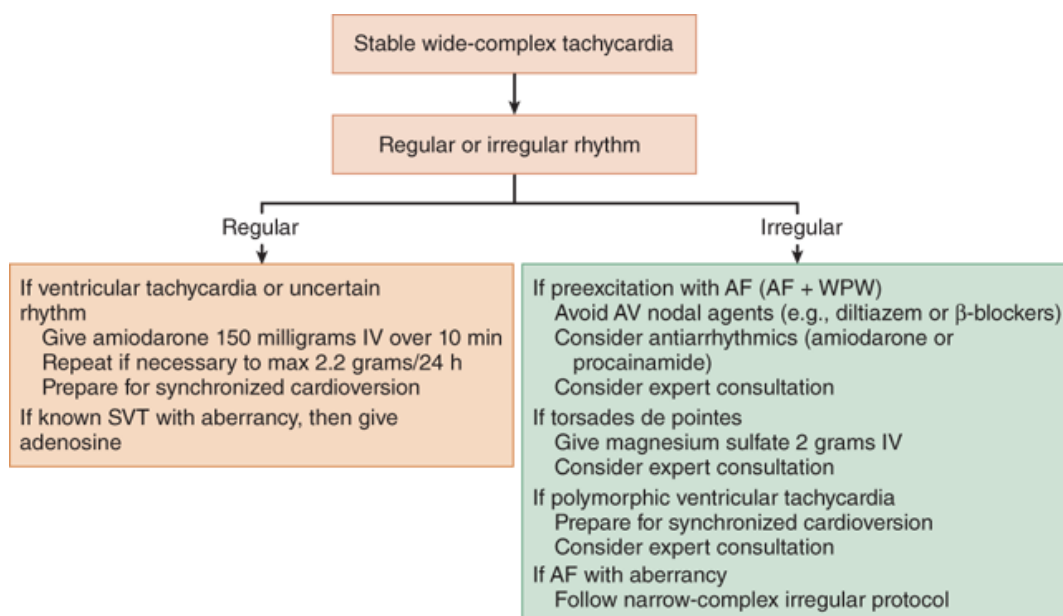 Stable wide-complex tachycardia
Regular or irregular rhythm
Regular
Irregular
If ventricular tachycardia or uncertain
rhythm
Give amiodarone 150 milligrams IV over 10 min
Repeat if necessary to max 2.2 grams/24 h
Prepare for synchronized cardioversion
If known SVT with aberrancy, then give
adenosine
If preexcitation with AF (AF + WPW)
Avoid AV nodal agents (e.g., diltiazem or β-blockers)
Consider antiarrhythmics (amiodarone or
procainamide)
Consider expert consultation
If torsades de pointes
Give magnesium sulfate 2 grams IV
Consider expert consultation
If polymorphic ventricular tachycardia
Prepare for synchronized cardioversion
Consider expert consultation
If AF with aberrancy
Follow narrow-complex irregular protocol